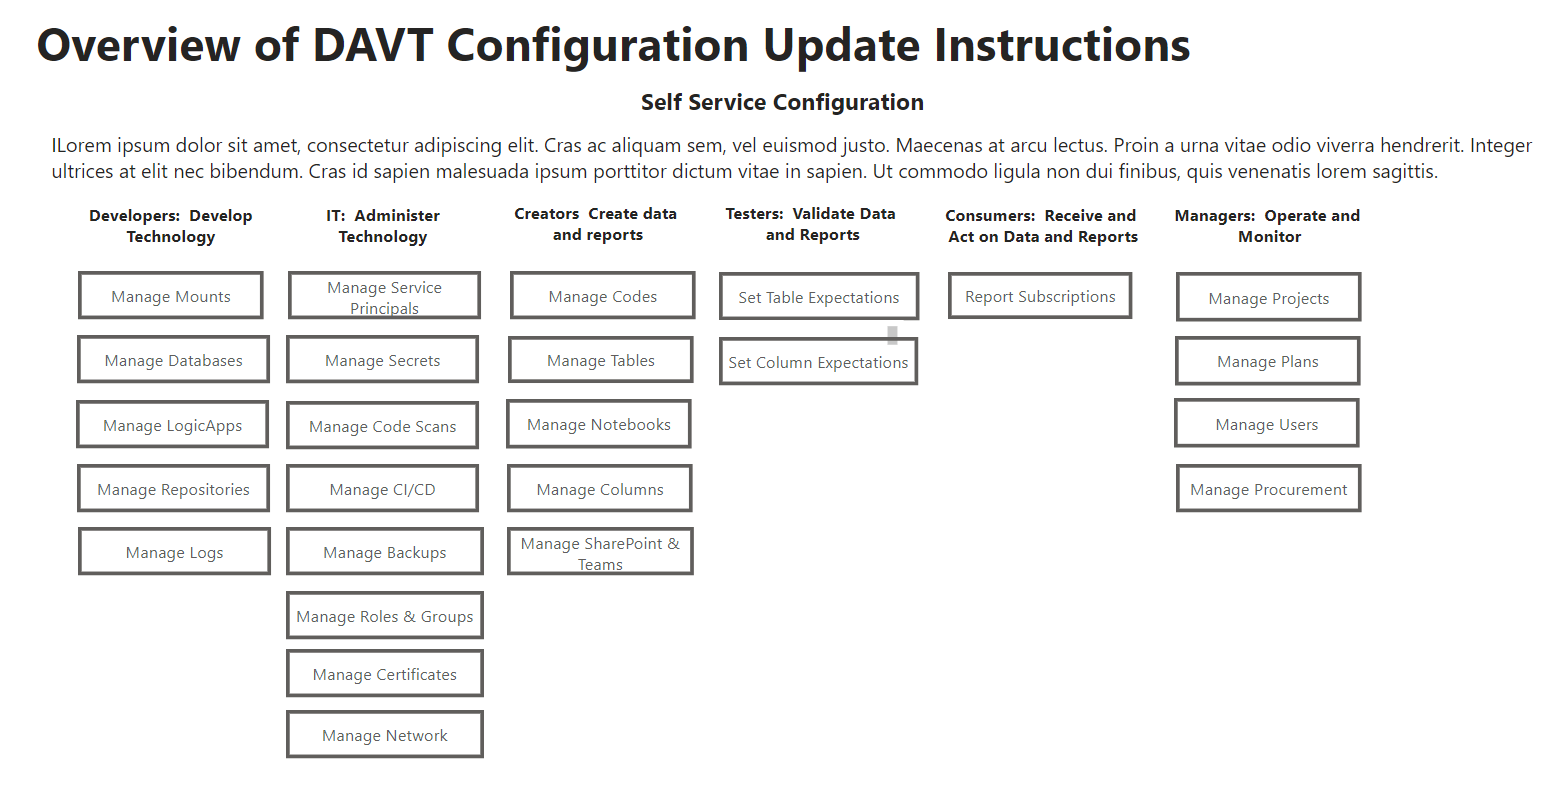 Overview of DAVT Configuration Update Instructions
Self Service Configuration
ILorem ipsum dolor sit amet, consectetur adipiscing elit. Cras ac aliquam sem, vel euismod justo. Maecenas at arcu lectus. Proin a urna vitae odio viverra hendrerit. Integer
ultrices at elit nec bibendum. Cras id sapien malesuada ipsum porttitor dictum vitae in sapien. Ut commodo ligula non dui finibus, quis venenatis lorem sagittis.
Developers:  Develop
Technology
Manage Mounts
Manage Databases
Manage LogicApps
Manage Repositories
Manage Logs
IT:  Administer
Technology
Manage Service
Principals
Manage Secrets
Manage Code Scans
Manage CI/CD
Manage Backups
Manage Roles & Groups
Manage Certificates
Manage Network
Creators  Create data
and reports
Manage Codes
Manage Tables
Manage Notebooks
Manage Columns
Manage SharePoint &
Teams
Testers:  Validate Data
and Reports
Set Table Expectations
Set Column Expectations
Consumers:  Receive and
Act on Data and Reports
Report Subscriptions
Managers:  Operate and
Monitor
Manage Projects
Manage Plans
Manage Users
Manage Procurement